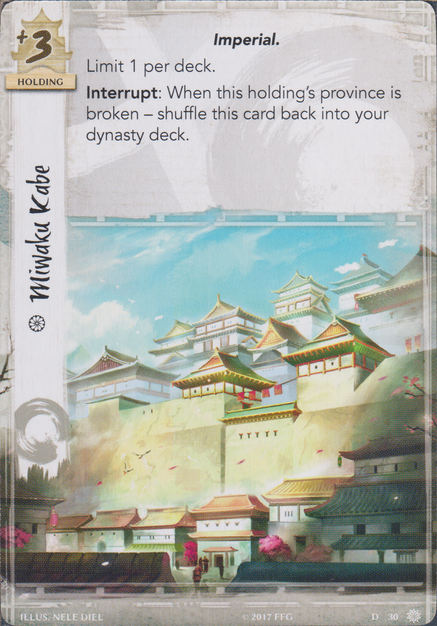 +3
HOLDING
Imperial.
Limit 1 per deck.
Interrupt: When this holding's province is
broken – shuffle this card back into your
dynasty deck.
Miwaku Kabe
ILLUS. NELE DIEL
© 2017 FFG
D 30